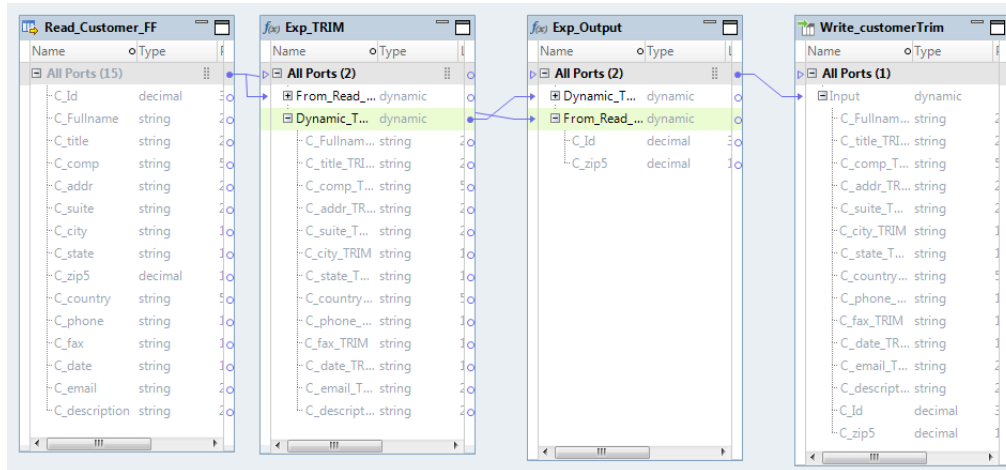 Read_Customer_FF
Name Type
All Ports (15)
C_Id decimal
C_Fullname string
C_title string
C_comp string
C_addr string
C_suite string
C_city string
C_state string
C_zip5 decimal
C_country string
C_phone string
C_fax string
C_date string
C_email string
C_description string
f(x) Exp_TRIM
Name Type
All Ports (2)
From_Read_... dynamic
Dynamic_T... dynamic
C_Fullnam... string
C_title_TRI... string
C_comp_T... string
C_addr_TR... string
C_suite_T... string
C_city_TRIM string
C_state_T... string
C_country... string
C_phone_... string
C_fax_TRIM string
C_date_TR... string
C_email_T... string
C_descript... string
f(x) Exp_Output
Name Type
All Ports (2)
Dynamic_T... dynamic
From_Read_... dynamic
C_Id decimal
C_zip5 decimal
Write_customerTrim
Name Type
All Ports (1)
Input dynamic
C_Fullnam... string
C_title_TRI... string
C_comp_T... string
C_addr_TR... string
C_suite_T... string
C_city_TRIM string
C_state_T... string
C_country... string
C_phone_... string
C_fax_TRIM string
C_date_TR... string
C_email_T... string
C_descript... string
C_Id decimal
C_zip5 decimal